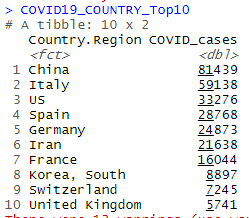 > COVID19_COUNTRY_Top10
# A tibble: 10 x 2
Country.Region COVID_cases
<fct> <dbl>
1 China 81439
2 Italy 59138
3 US 33276
4 Spain 28768
5 Germany 24873
6 Iran 21638
7 France 16044
8 Korea, South 8897
9 Switzerland 7245
10 United Kingdom 5741